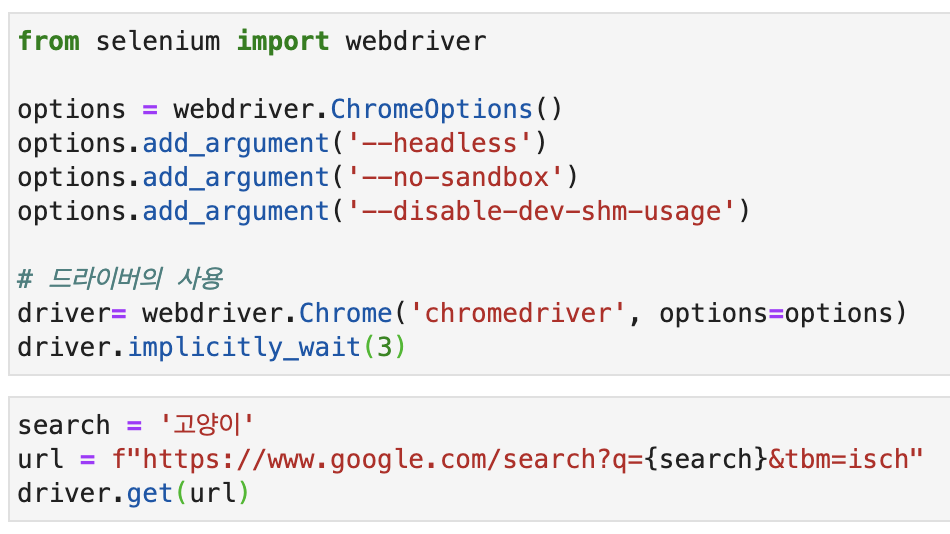 from selenium import webdriver
options = webdriver.ChromeOptions()
options.add_argument('--headless')
options.add_argument('--no-sandbox')
options.add_argument('--disable-dev-shm-usage')
# 드라이버의 사용
driver= webdriver.Chrome('chromedriver', options=options)
driver.implicitly_wait(3)
search = '고양이'
url = f"https://www.google.com/search?q={search}&tbm=isch"
driver.get(url)